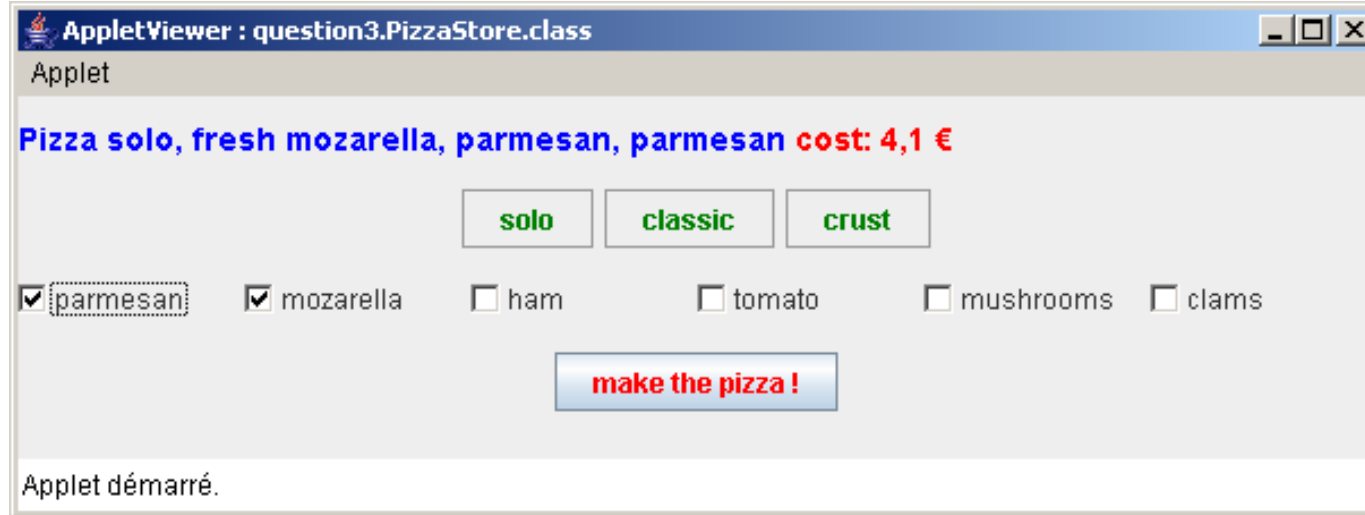 AppletViewer : question3.PizzaStore.class
Applet
Pizza solo, fresh mozarella, parmesan, parmesan cost: 4,1 €
solo classic crust
parmesan mozarella ham tomato mushrooms clams
make the pizza !
Applet démarré.